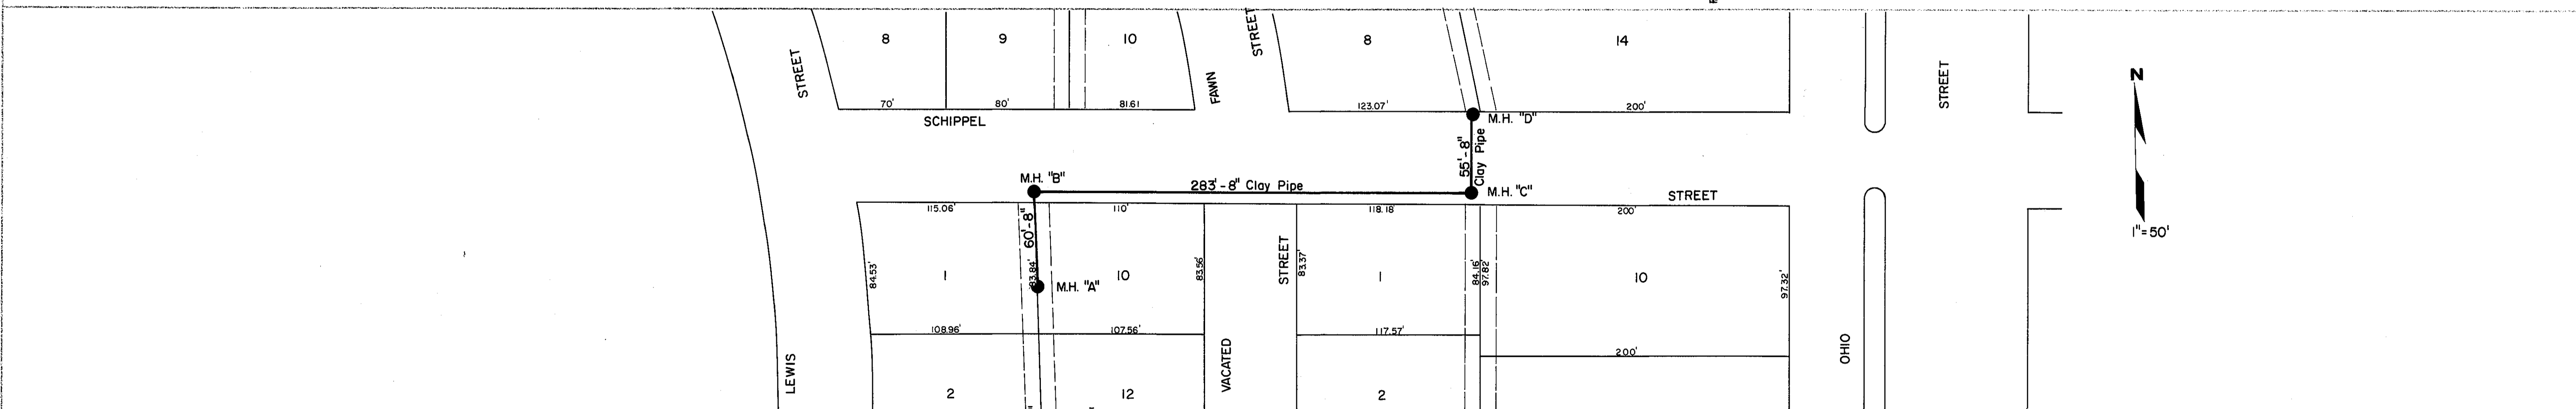 STREET
8
9
10
FAWN
STREET
8
14
STREET
N
1"=50'
70'
80'
81.61
123.07'
200'
SCHIPPEL
M.H. "D"
55'-8"
Clay Pipe
M.H. "B"
283'-8" Clay Pipe
M.H. "C"
STREET
115.06'
110'
118.18'
200'
60'-8"
84.53'
1
83.84'
M.H. "A"
10
83.56'
STREET
83.37'
1
84.16'
97.82'
10
97.32'
108.96'
107.56'
117.57'
200'
LEWIS
2
12
VACATED
2
OHIO